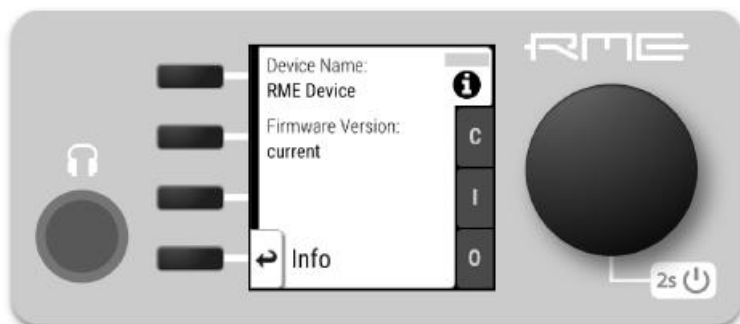 RME
Device Name:
RME Device
Firmware Version:
current
C
I
O
Info
2s